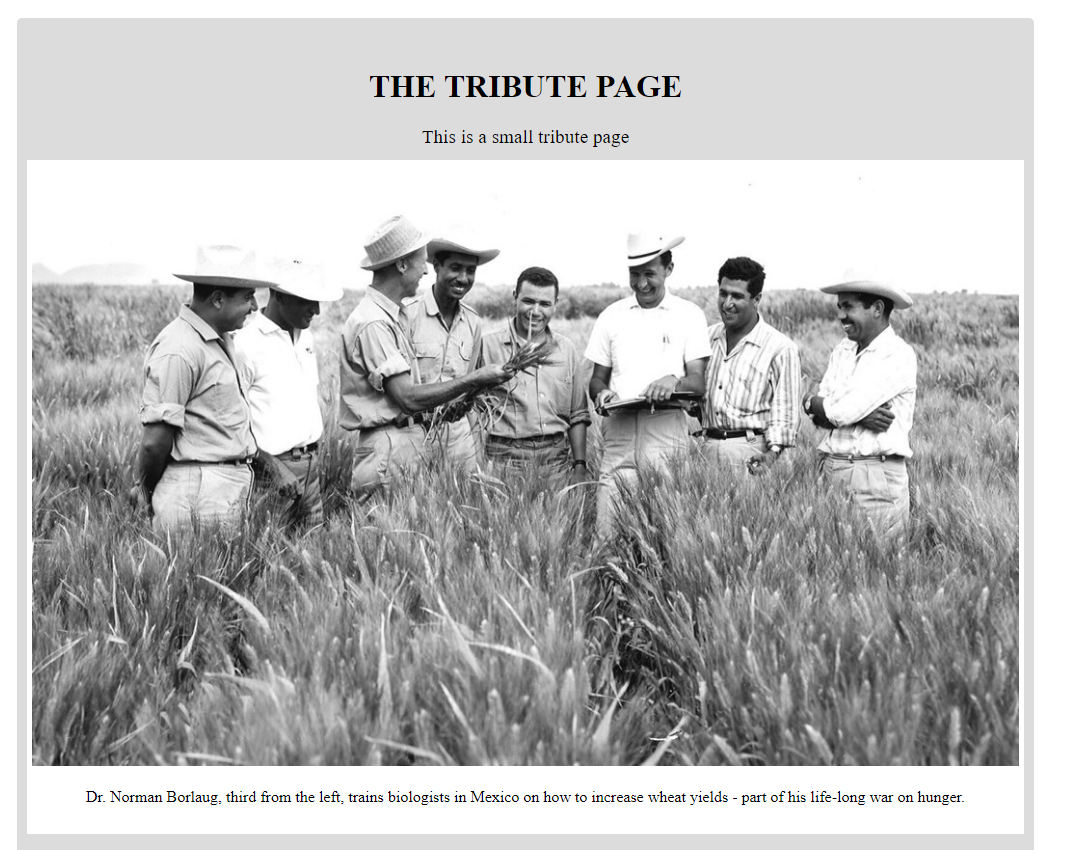 THE TRIBUTE PAGE
This is a small tribute page
Dr. Norman Borlaug, third from the left, trains biologists in Mexico on how to increase wheat yields - part of his life-long war on hunger.